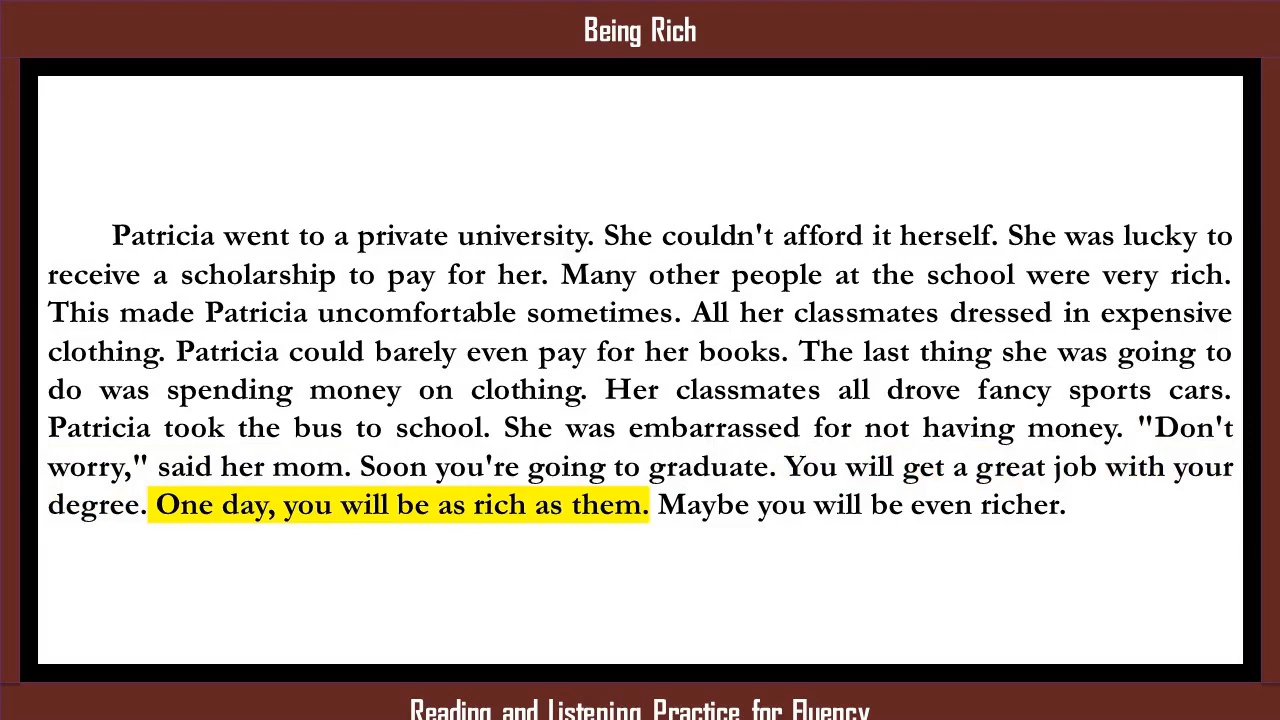 Being Rich
Patricia went to a private university. She couldn't afford it herself. She was lucky to
receive a scholarship to pay for her. Many other people at the school were very rich.
This made Patricia uncomfortable sometimes. All her classmates dressed in expensive
clothing. Patricia could barely even pay for her books. The last thing she was going to
do was spending money on clothing. Her classmates all drove fancy sports cars.
Patricia took the bus to school. She was embarrassed for not having money. "Don't
worry," said her mom. Soon you're going to graduate. You will get a great job with your
degree. One day, you will be as rich as them. Maybe you will be even richer.
Reading and Listening Practice for Fluency